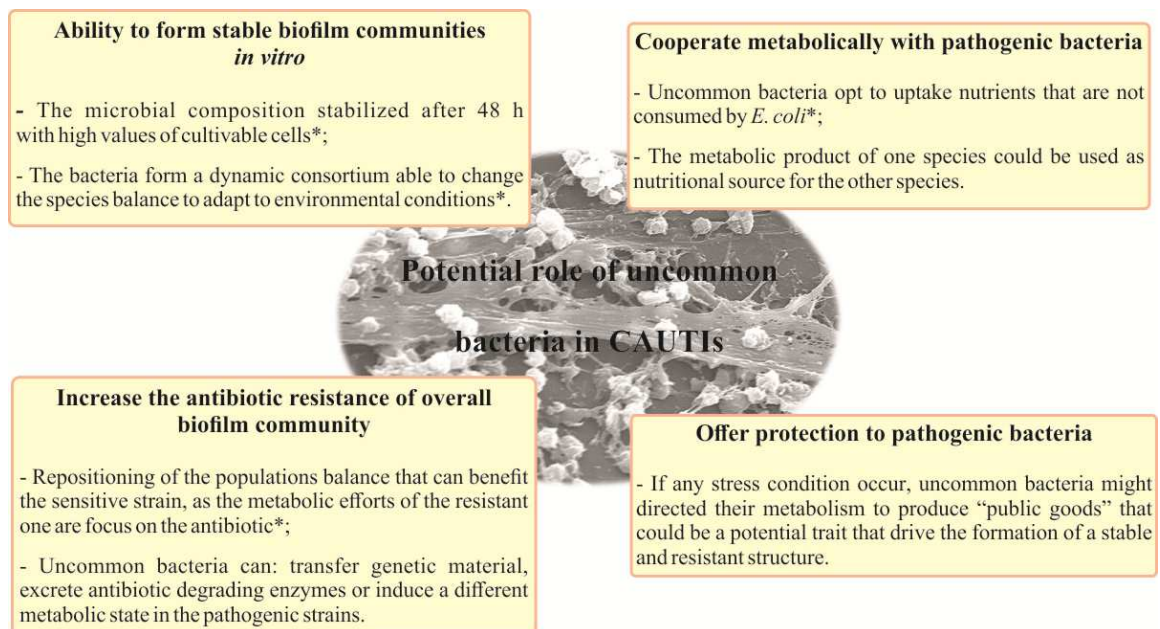 Ability to form stable biofilm communities
in vitro
- The microbial composition stabilized after 48 h
with high values of cultivable cells*;
- The bacteria form a dynamic consortium able to change
the species balance to adapt to environmental conditions*.
Cooperate metabolically with pathogenic bacteria
- Uncommon bacteria opt to uptake nutrients that are not
consumed by E. coli*;
- The metabolic product of one species could be used as
nutritional source for the other species.
Potential role of uncommon
bacteria in CAUTIs
Increase the antibiotic resistance of overall
biofilm community
- Repositioning of the populations balance that can benefit
the sensitive strain, as the metabolic efforts of the resistant
one are focus on the antibiotic*;
- Uncommon bacteria can: transfer genetic material,
excrete antibiotic degrading enzymes or induce a different
metabolic state in the pathogenic strains.
Offer protection to pathogenic bacteria
- If any stress condition occur, uncommon bacteria might
directed their metabolism to produce “public goods” that
could be a potential trait that drive the formation of a stable
and resistant structure.